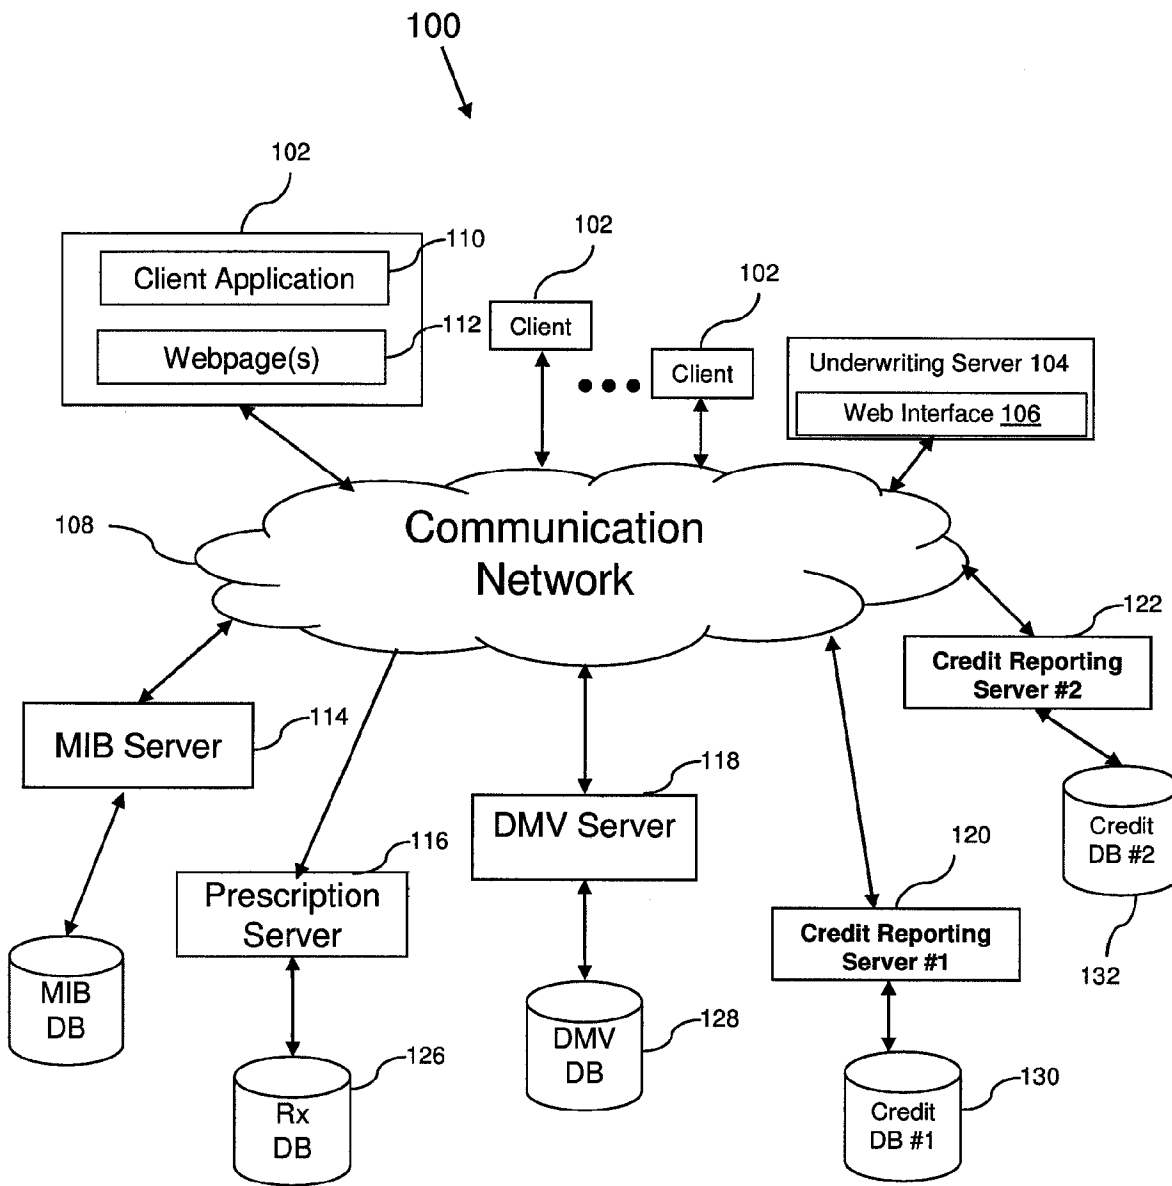 100
102
110
Client Application
112
Webpage(s)
102
Client
102
Client
Underwriting Server 104
Web Interface 106
108
Communication
Network
122
Credit Reporting
Server #2
114
MIB Server
118
DMV Server
Credit
DB #2
132
116
Prescription
Server
120
Credit Reporting
Server #1
MIB
DB
126
Rx
DB
128
DMV
DB
130
Credit
DB #1